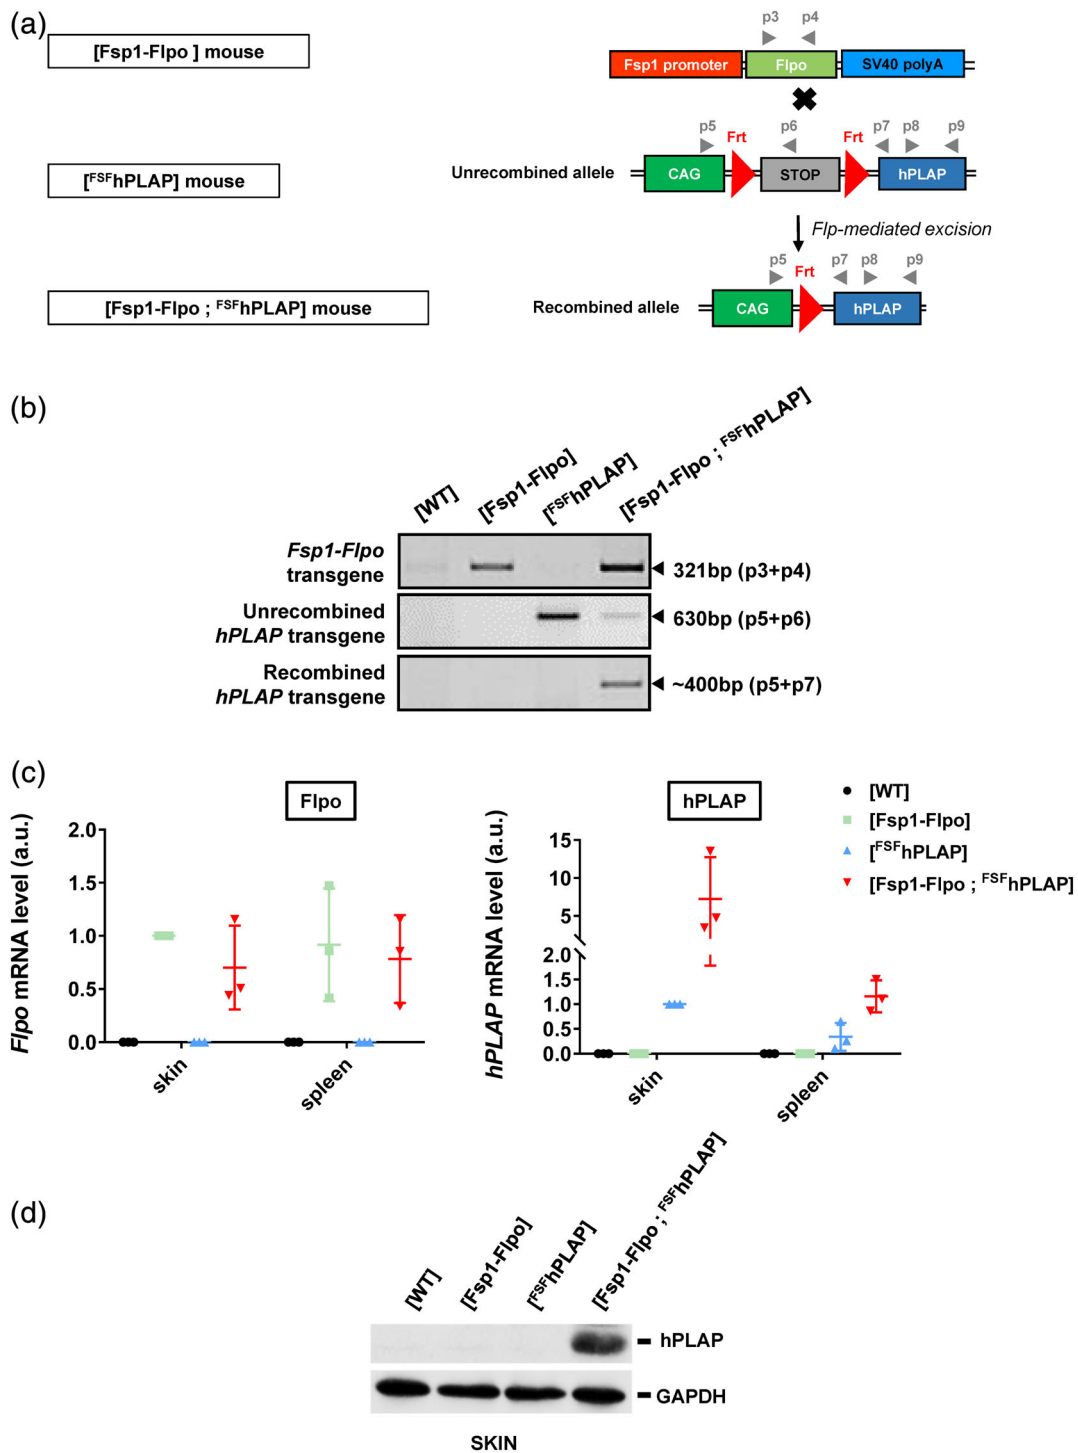 (a)
[Fsp1-Flpo ] mouse
p3 p4
Fsp1 promoter Flpo SV40 polyA
p5 Frt p6 Frt p7 p8 p9
[FSFhPLAP] mouse
Unrecombined allele CAG STOP hPLAP
Flp-mediated excision
p5 Frt p7 p8 p9
[Fsp1-Flpo ; FSFhPLAP] mouse
Recombined allele CAG hPLAP
(b)
[WT] [Fsp1-Flpo] [FSFhPLAP] [Fsp1-Flpo ; FSFhPLAP]
Fsp1-Flpo
transgene
321bp (p3+p4)
Unrecombined
hPLAP transgene
630bp (p5+p6)
Recombined
hPLAP transgene
~400bp (p5+p7)
(c)
Flpo
Flpo mRNA level (a.u.)
2.0
1.5
1.0
0.5
0.0
skin spleen
hPLAP
hPLAP mRNA level (a.u.)
15
10
5
2.0
1.5
1.0
0.5
0.0
skin spleen
[WT]
[Fsp1-Flpo]
[FSFhPLAP]
[Fsp1-Flpo ; FSFhPLAP]
(d)
[WT] [Fsp1-Flpo] [FSFhPLAP] [Fsp1-Flpo ; FSFhPLAP]
hPLAP
GAPDH
SKIN